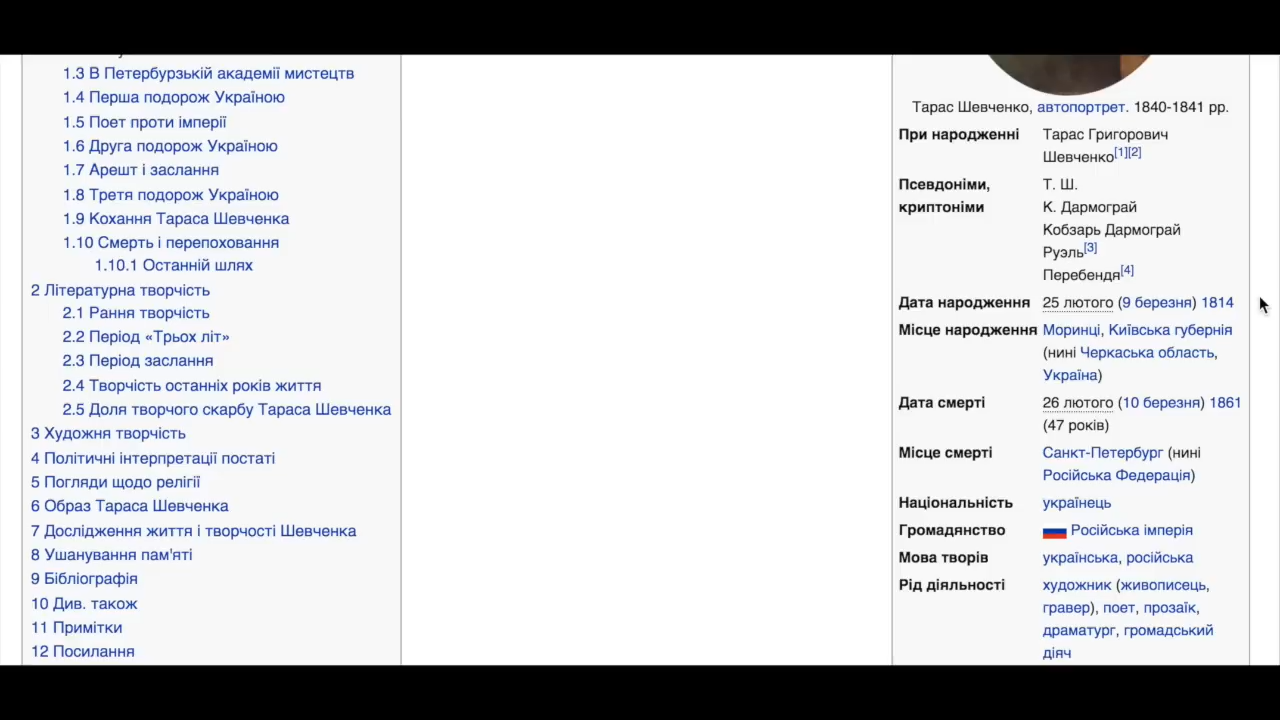 1.3 В Петербурзькій академії мистецтв
1.4 Перша подорож Україною
1.5 Поет проти імперії
1.6 Друга подорож Україною
1.7 Арешт і заслання
1.8 Третя подорож Україною
1.9 Кохання Тараса Шевченка
1.10 Смерть і перепоховання
1.10.1 Останній шлях
2 Літературна творчість
2.1 Рання творчість
2.2 Період «Трьох літ»
2.3 Період заслання
2.4 Творчість останніх років життя
2.5 Доля творчого скарбу Тараса Шевченка
3 Художня творчість
4 Політичні інтерпретації постаті
5 Погляди щодо релігії
6 Образ Тараса Шевченка
7 Дослідження життя і творчості Шевченка
8 Ушанування пам'яті
9 Бібліографія
10 Див. також
11 Примітки
12 Посилання
Тарас Шевченко, автопортрет. 1840-1841 рр.
При народженні Тарас Григорович
Шевченко[1][2]
Псевдоніми, Т. Ш.
криптоніми К. Дармограй
Кобзарь Дармограй
Руэль[3]
Перебендя[4]
Дата народження 25 лютого (9 березня) 1814
Місце народження Моринці, Київська губернія
(нині Черкаська область,
Україна)
Дата смерті 26 лютого (10 березня) 1861
(47 років)
Місце смерті Санкт-Петербург (нині
Російська Федерація)
Національність українець
Громадянство Російська імперія
Мова творів українська, російська
Рід діяльності художник (живописець,
гравер), поет, прозаїк,
драматург, громадський
діяч